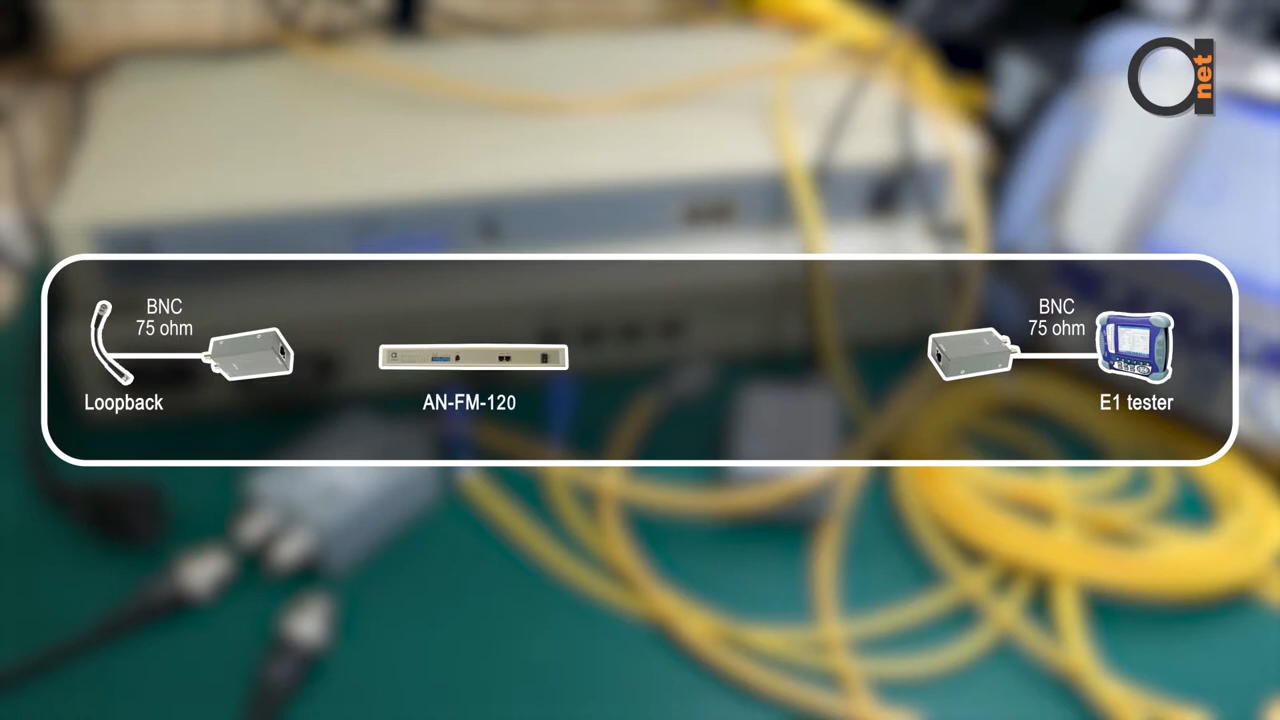 a
net
BNC
75 ohm
Loopback
AN-FM-120
BNC
75 ohm
E1 tester